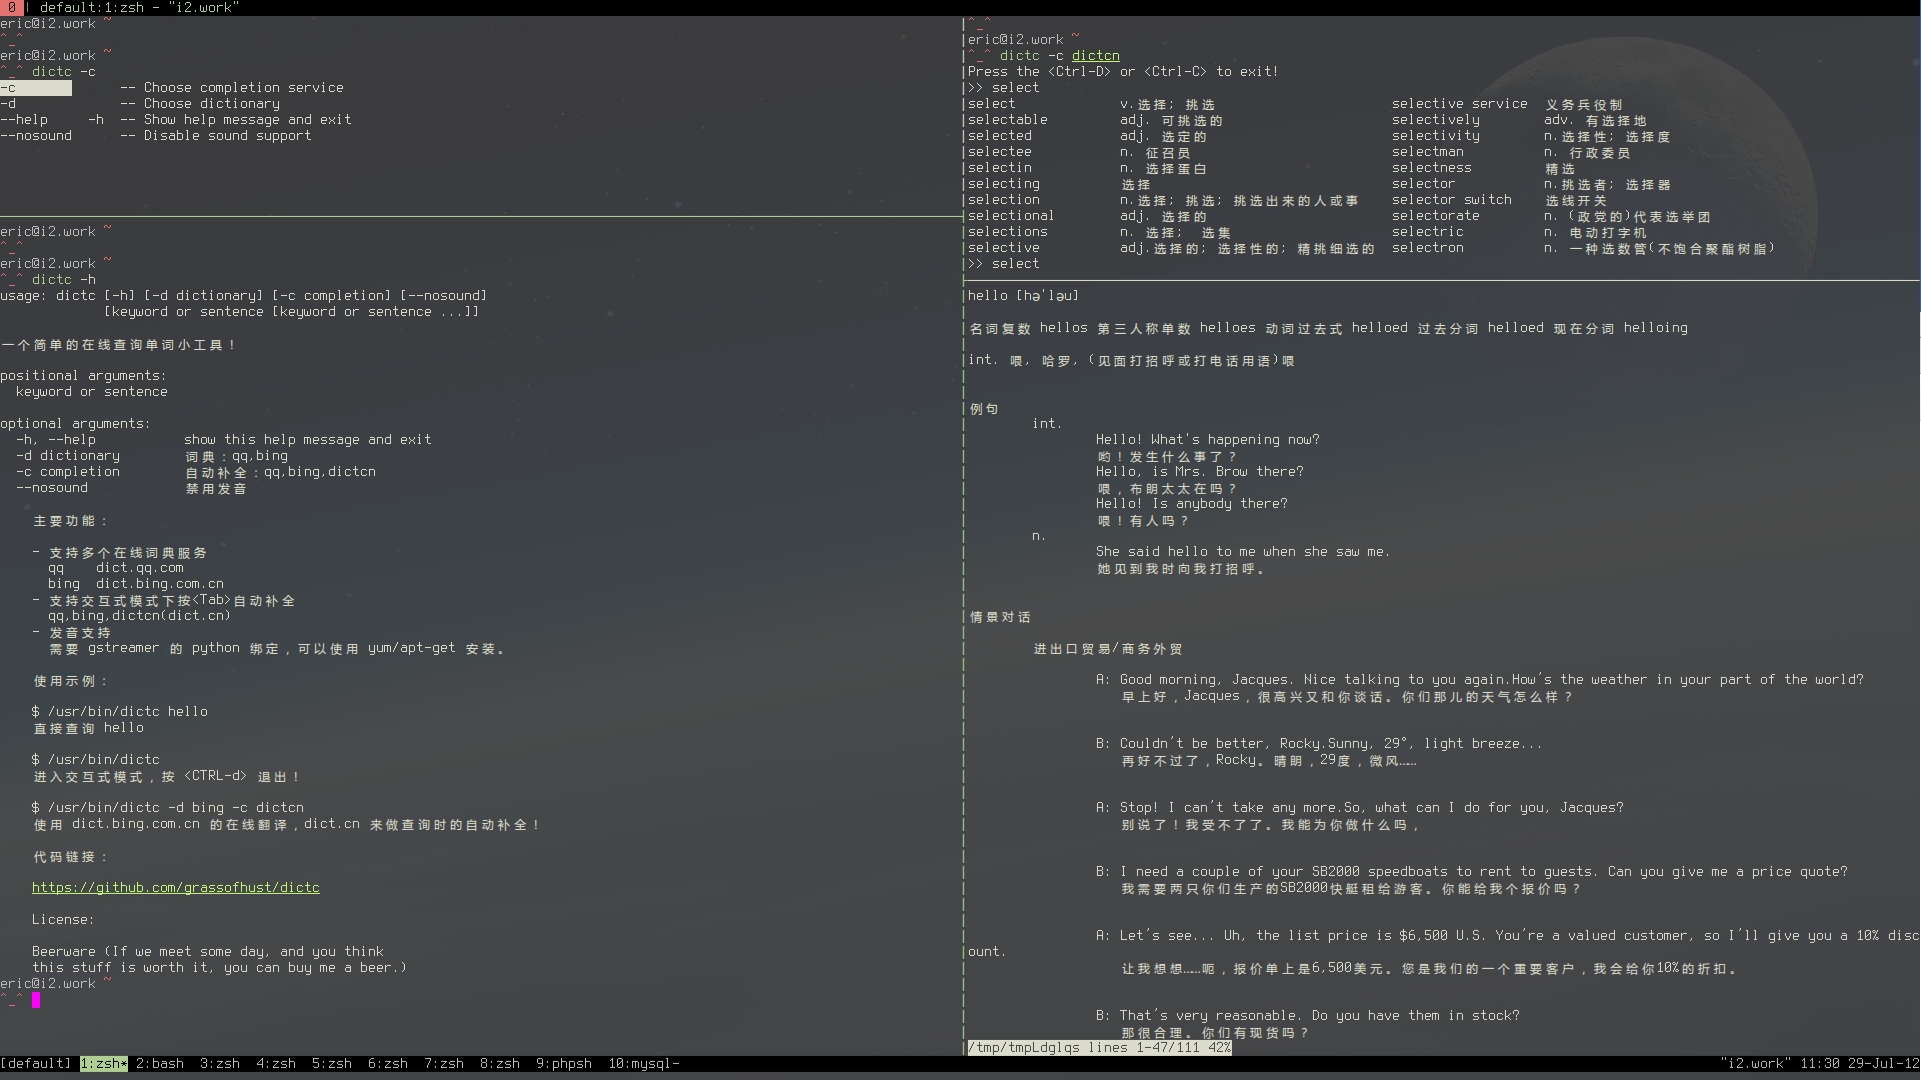 0 | default:1:zsh - "i2.work"
eric@i2.work ~
^_^
eric@i2.work ~
^_^ dictc -c
-c -- Choose completion service
-d -- Choose dictionary
--help -h -- Show help message and exit
--nosound -- Disable sound support
eric@i2.work ~
^_^
eric@i2.work ~
^_^ dictc -h
usage: dictc [-h] [-d dictionary] [-c completion] [--nosound]
[keyword or sentence [keyword or sentence ...]]
一个简单的在线查询单词小工具！
positional arguments:
keyword or sentence
optional arguments:
-h, --help show this help message and exit
-d dictionary 词典：qq,bing
-c completion 自动补全：qq,bing,dictcn
--nosound 禁用发音
主要功能：
- 支持多个在线词典服务
qq dict.qq.com
bing dict.bing.com.cn
- 支持交互式模式下按<Tab>自动补全
qq,bing,dictcn(dict.cn)
- 发音支持
需要 gstreamer 的 python 绑定，可以使用 yum/apt-get 安装。
使用示例：
$ /usr/bin/dictc hello
直接查询 hello
$ /usr/bin/dictc
进入交互式模式，按 <CTRL-d> 退出！
$ /usr/bin/dictc -d bing -c dictcn
使用 dict.bing.com.cn 的在线翻译，dict.cn 来做查询时的自动补全！
代码链接：
https://github.com/grassofhust/dictc
License:
Beerware (If we meet some day, and you think
this stuff is worth it, you can buy me a beer.)
eric@i2.work ~
^_^
^_^
eric@i2.work ~
^_^ dictc -c dictcn
Press the <Ctrl-D> or <Ctrl-C> to exit!
>> select
select v.选择; 挑选 selective service 义务兵役制
selectable adj. 可挑选的 selectively adv. 有选择地
selected adj. 选定的 selectivity n.选择性; 选择度
selectee n. 征召员 selectman n. 行政委员
selectin n. 选择蛋白 selectness 精选
selecting 选择 selector n.挑选者; 选择器
selection n.选择; 挑选; 挑选出来的人或事 selector switch 选线开关
selectional adj. 选择的 selectorate n. (政党的)代表选举团
selections n. 选择; 选集 selectric n. 电动打字机
selective adj.选择的; 选择性的; 精挑细选的 selectron n. 一种选数管(不饱合聚酯树脂)
>> select
hello [hə'ləu]
名词复数 hellos 第三人称单数 helloes 动词过去式 helloed 过去分词 helloed 现在分词 helloing
int. 喂, 哈罗, (见面打招呼或打电话用语)喂
例句
int.
Hello! What's happening now?
哟！发生什么事了？
Hello, is Mrs. Brow there?
喂，布朗太太在吗？
Hello! Is anybody there?
喂！有人吗？
n.
She said hello to me when she saw me.
她见到我时向我打招呼。
情景对话
进出口贸易/商务外贸
A: Good morning, Jacques. Nice talking to you again.How's the weather in your part of the world?
早上好，Jacques，很高兴又和你谈话。你们那儿的天气怎么样？
B: Couldn't be better, Rocky.Sunny, 29°, light breeze...
再好不过了，Rocky。晴朗，29度，微风……
A: Stop! I can't take any more.So, what can I do for you, Jacques?
别说了！我受不了了。我能为你做什么吗，
B: I need a couple of your SB2000 speedboats to rent to guests. Can you give me a price quote?
我需要两只你们生产的SB2000快艇租给游客。你能给我个报价吗？
A: Let's see... Uh, the list price is $6,500 U.S. You're a valued customer, so I'll give you a 10% disc
ount.
让我想想……呃，报价单上是6,500美元。您是我们的一个重要客户，我会给你10%的折扣。
B: That's very reasonable. Do you have them in stock?
那很合理。你们有现货吗？
/tmp/tmpLdglqs lines 1-47/111 42%
[default] 1:zsh* 2:bash 3:zsh 4:zsh 5:zsh 6:zsh 7:zsh 8:zsh 9:phpsh 10:mysql- "i2.work" 11:30 29-Jul-12